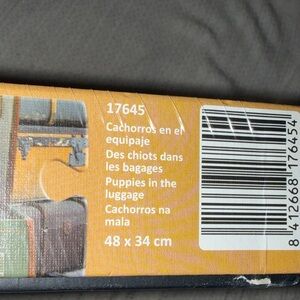 17645
Cachorros en el
equipaje
Des chiots dans
les bagages
Puppies in the
luggage
Cachorros na
mala
48 x 34 cm
8 412668 176454